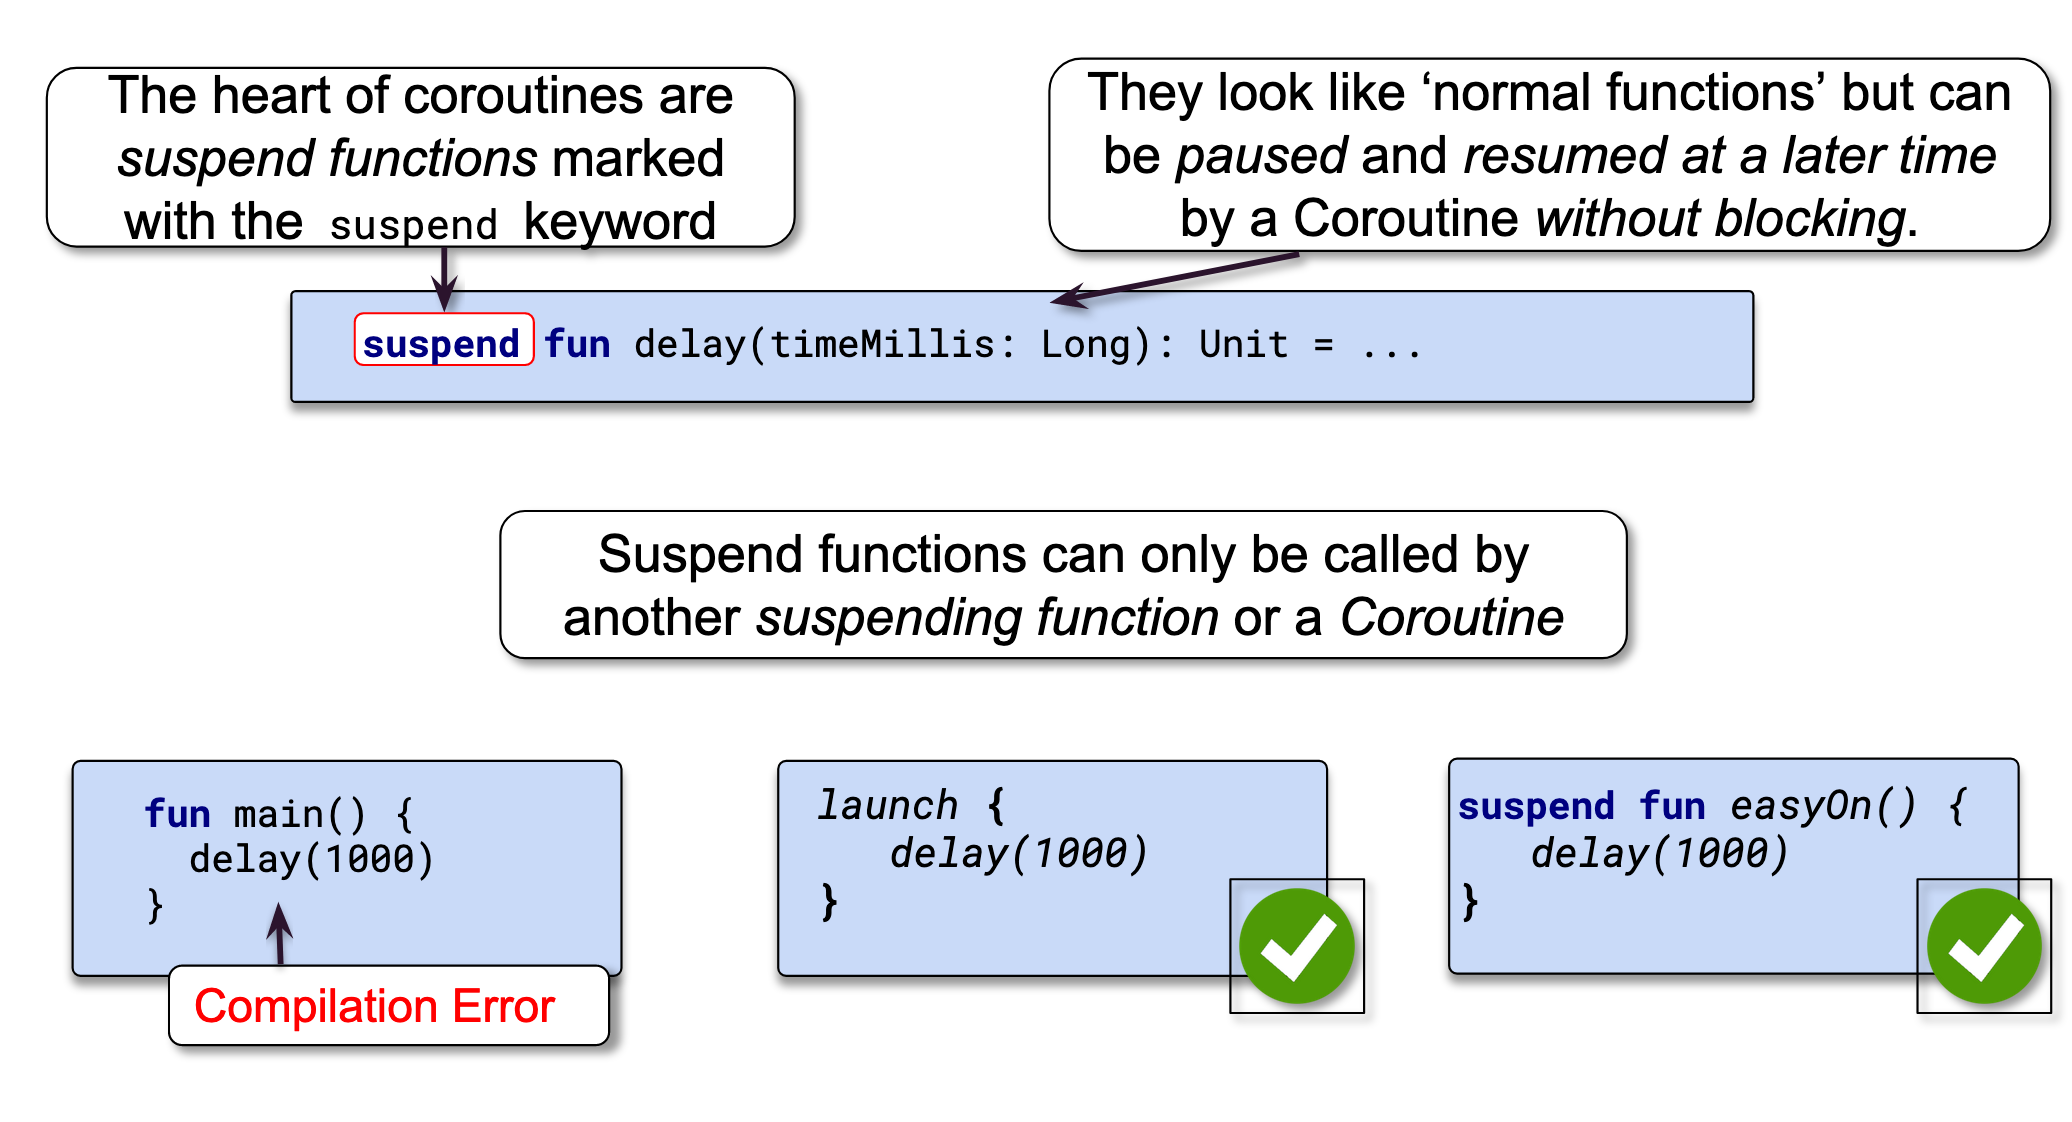 The heart of coroutines are
suspend functions marked
with the suspend keyword
They look like ‘normal functions’ but can
be paused and resumed at a later time
by a Coroutine without blocking.
suspend fun delay(timeMillis: Long): Unit = ...
Suspend functions can only be called by
another suspending function or a Coroutine
fun main() {
delay(1000)
}
Compilation Error
launch {
delay(1000)
}
suspend fun easyOn() {
delay(1000)
}